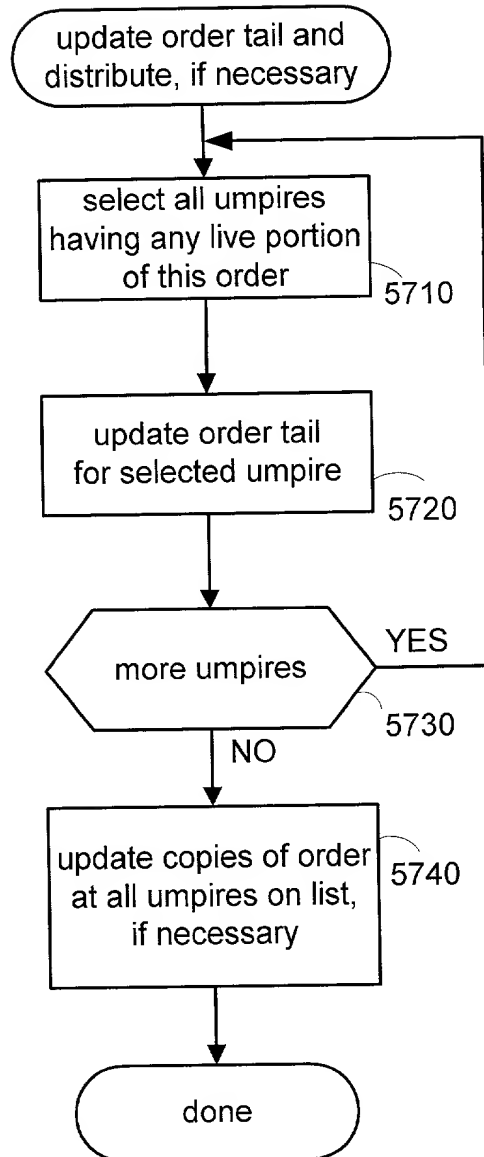 update order tail and
distribute, if necessary
select all umpires
having any live portion
of this order
5710
update order tail
for selected umpire
5720
more umpires
YES
5730
NO
update copies of order
at all umpires on list,
if necessary
5740
done